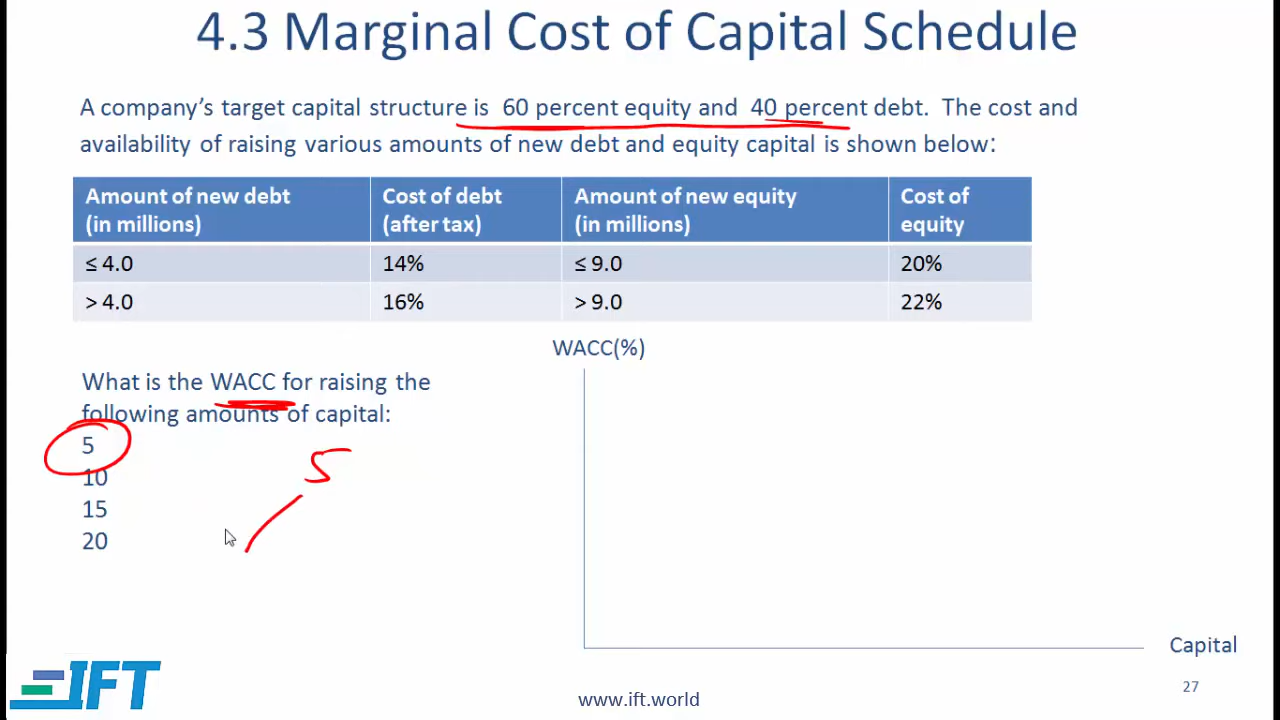 4.3 Marginal Cost of Capital Schedule
A company's target capital structure is 60 percent equity and 40 percent debt. The cost and
availability of raising various amounts of new debt and equity capital is shown below:
Amount of new debt (in millions) Cost of debt (after tax) Amount of new equity (in millions) Cost of equity
≤ 4.0 14% ≤ 9.0 20%
> 4.0 16% > 9.0 22%
WACC(%)
What is the WACC for raising the
following amounts of capital:
5
10
15
20
5
Capital
IFT
www.ift.world
27